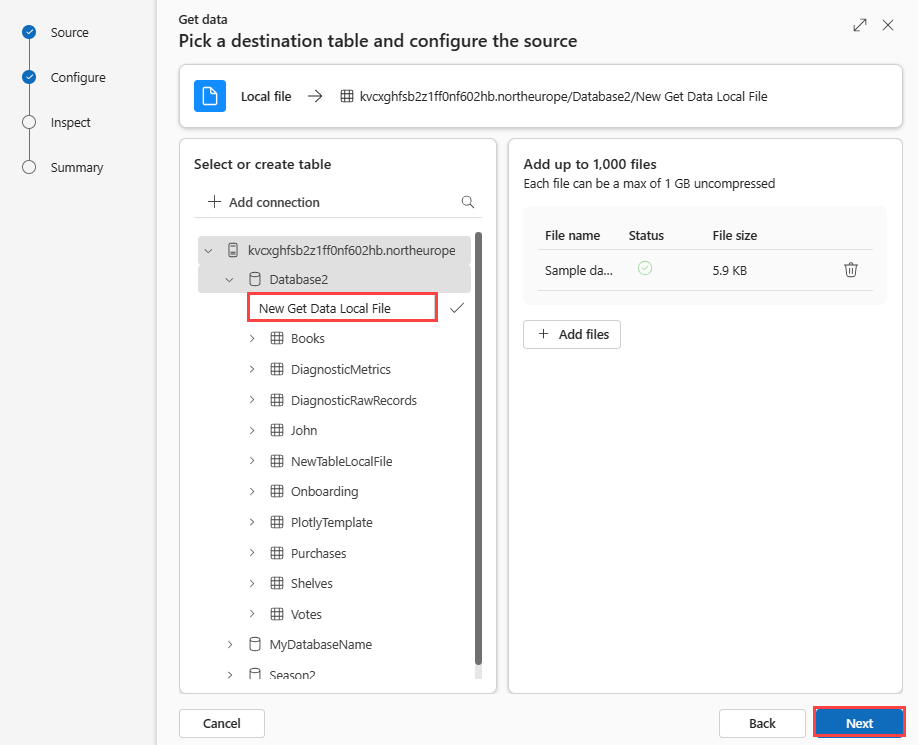 Source
Configure
Inspect
Summary
Get data
Pick a destination table and configure the source
Local file
kvcxghfsb2z1ff0nf602hb.northeurope/Database2/New Get Data Local File
Select or create table
Add connection
kvcxghfsb2z1ff0nf602hb.northeurope
Database2
New Get Data Local File
Books
DiagnosticMetrics
DiagnosticRawRecords
John
NewTableLocalFile
Onboarding
PlotlyTemplate
Purchases
Shelves
Votes
MyDatabaseName
Season2
Add up to 1,000 files
Each file can be a max of 1 GB uncompressed
File name Status File size
Sample da... 5.9 KB
Add files
Cancel
Back
Next